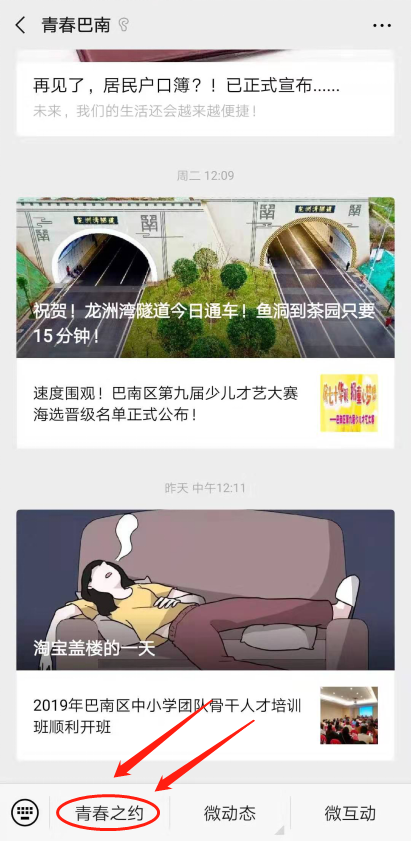 青春巴南
再见了，居民户口簿？！已正式宣布......
未来，我们的生活还会越来越便捷！
周二 12:09
龙洲湾隧道
祝贺！龙洲湾隧道今日通车！鱼洞到茶园只要
15分钟！
速度围观！巴南区第九届少儿才艺大赛
海选晋级名单正式公布！
昨天 中午12:11
淘宝盖楼的一天
2019年巴南区中小学团队骨干人才培训
班顺利开班
青春之约
微动态
微互动